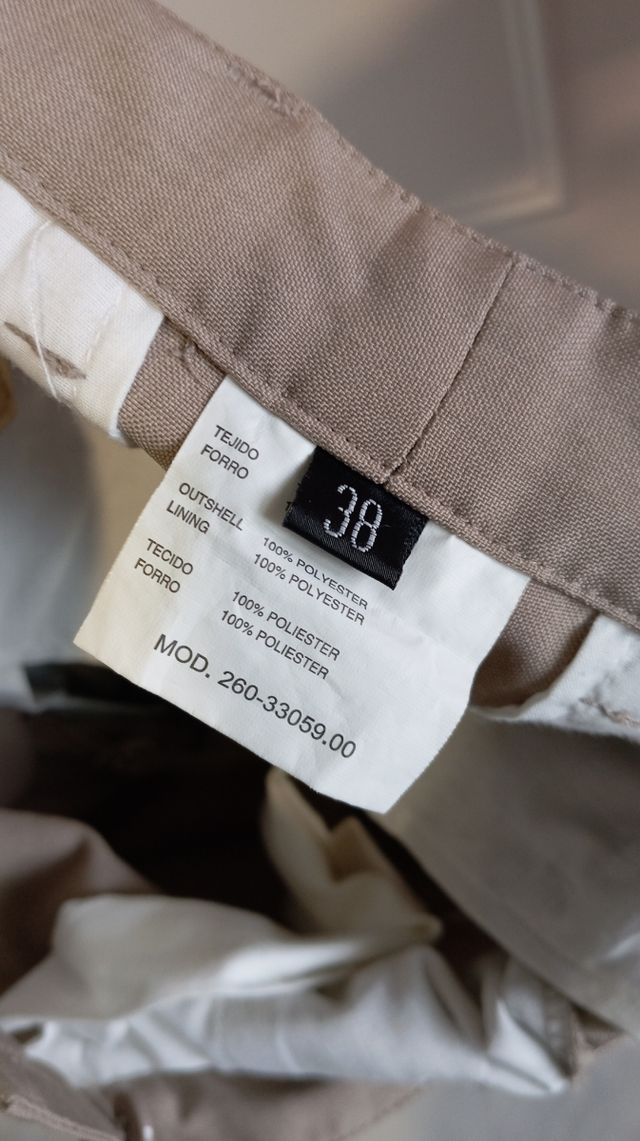 38
TEJIDO
FORRO
OUTSHELL 100% POLYESTER
LINING 100% POLYESTER
TECIDO 100% POLIESTER
FORRO 100% POLIESTER
MOD. 260-33059.00